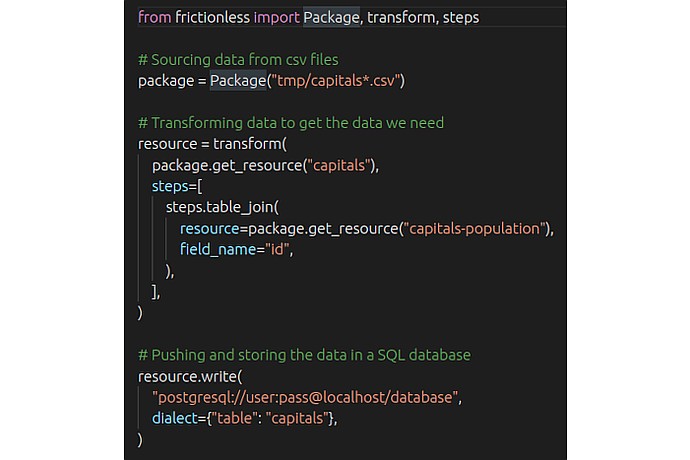 from frictionless import Package, transform, steps
# Sourcing data from csv files
package = Package("tmp/capitals*.csv")
# Transforming data to get the data we need
resource = transform(
package.get_resource("capitals"),
steps=[
steps.table_join(
resource=package.get_resource("capitals-population"),
field_name="id",
),
],
)
# Pushing and storing the data in a SQL database
resource.write(
"postgresql://user:pass@localhost/database",
dialect={"table": "capitals"},
)